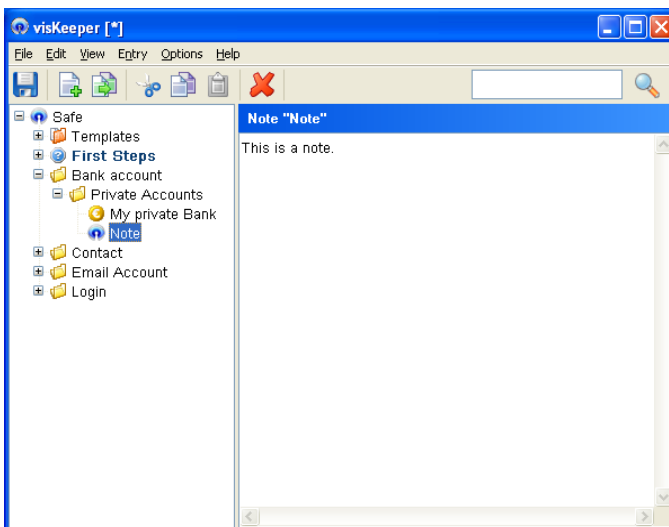 visKeeper [*]
File Edit View Entry Options Help
Safe
Templates
First Steps
Bank account
Private Accounts
My private Bank
Note
Contact
Email Account
Login
Note "Note"
This is a note.